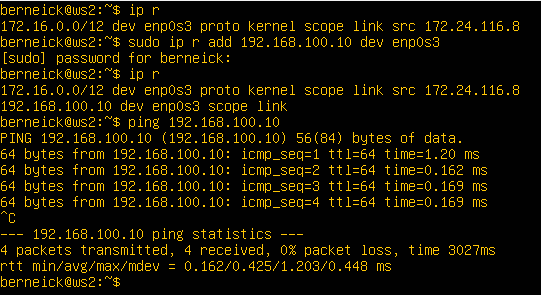 berneick@ws2:~$ ip r
172.16.0.0/12 dev enp0s3 proto kernel scope link src 172.24.116.8
berneick@ws2:~$ sudo ip r add 192.168.100.10 dev enp0s3
[sudo] password for berneick:
berneick@ws2:~$ ip r
172.16.0.0/12 dev enp0s3 proto kernel scope link src 172.24.116.8
192.168.100.10 dev enp0s3 scope link
berneick@ws2:~$ ping 192.168.100.10
PING 192.168.100.10 (192.168.100.10) 56(84) bytes of data.
64 bytes from 192.168.100.10: icmp_seq=1 ttl=64 time=1.20 ms
64 bytes from 192.168.100.10: icmp_seq=2 ttl=64 time=0.162 ms
64 bytes from 192.168.100.10: icmp_seq=3 ttl=64 time=0.169 ms
64 bytes from 192.168.100.10: icmp_seq=4 ttl=64 time=0.169 ms
^C
--- 192.168.100.10 ping statistics ---
4 packets transmitted, 4 received, 0% packet loss, time 3027ms
rtt min/avg/max/mdev = 0.162/0.425/1.203/0.448 ms
berneick@ws2:~$